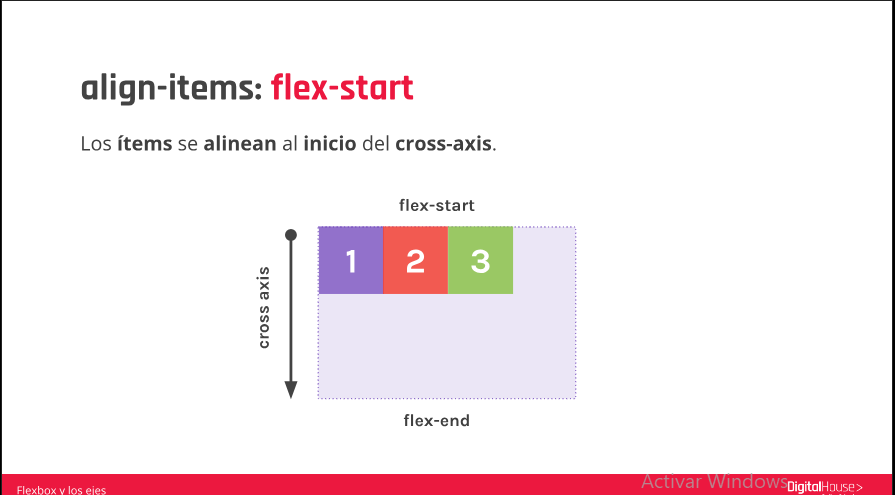 align-items: flex-start
Los ítems se alinean al inicio del cross-axis.
flex-start
cross axis
1 2 3
flex-end
Flexbox y los ejes
Activar Windows
DigitalHouse>